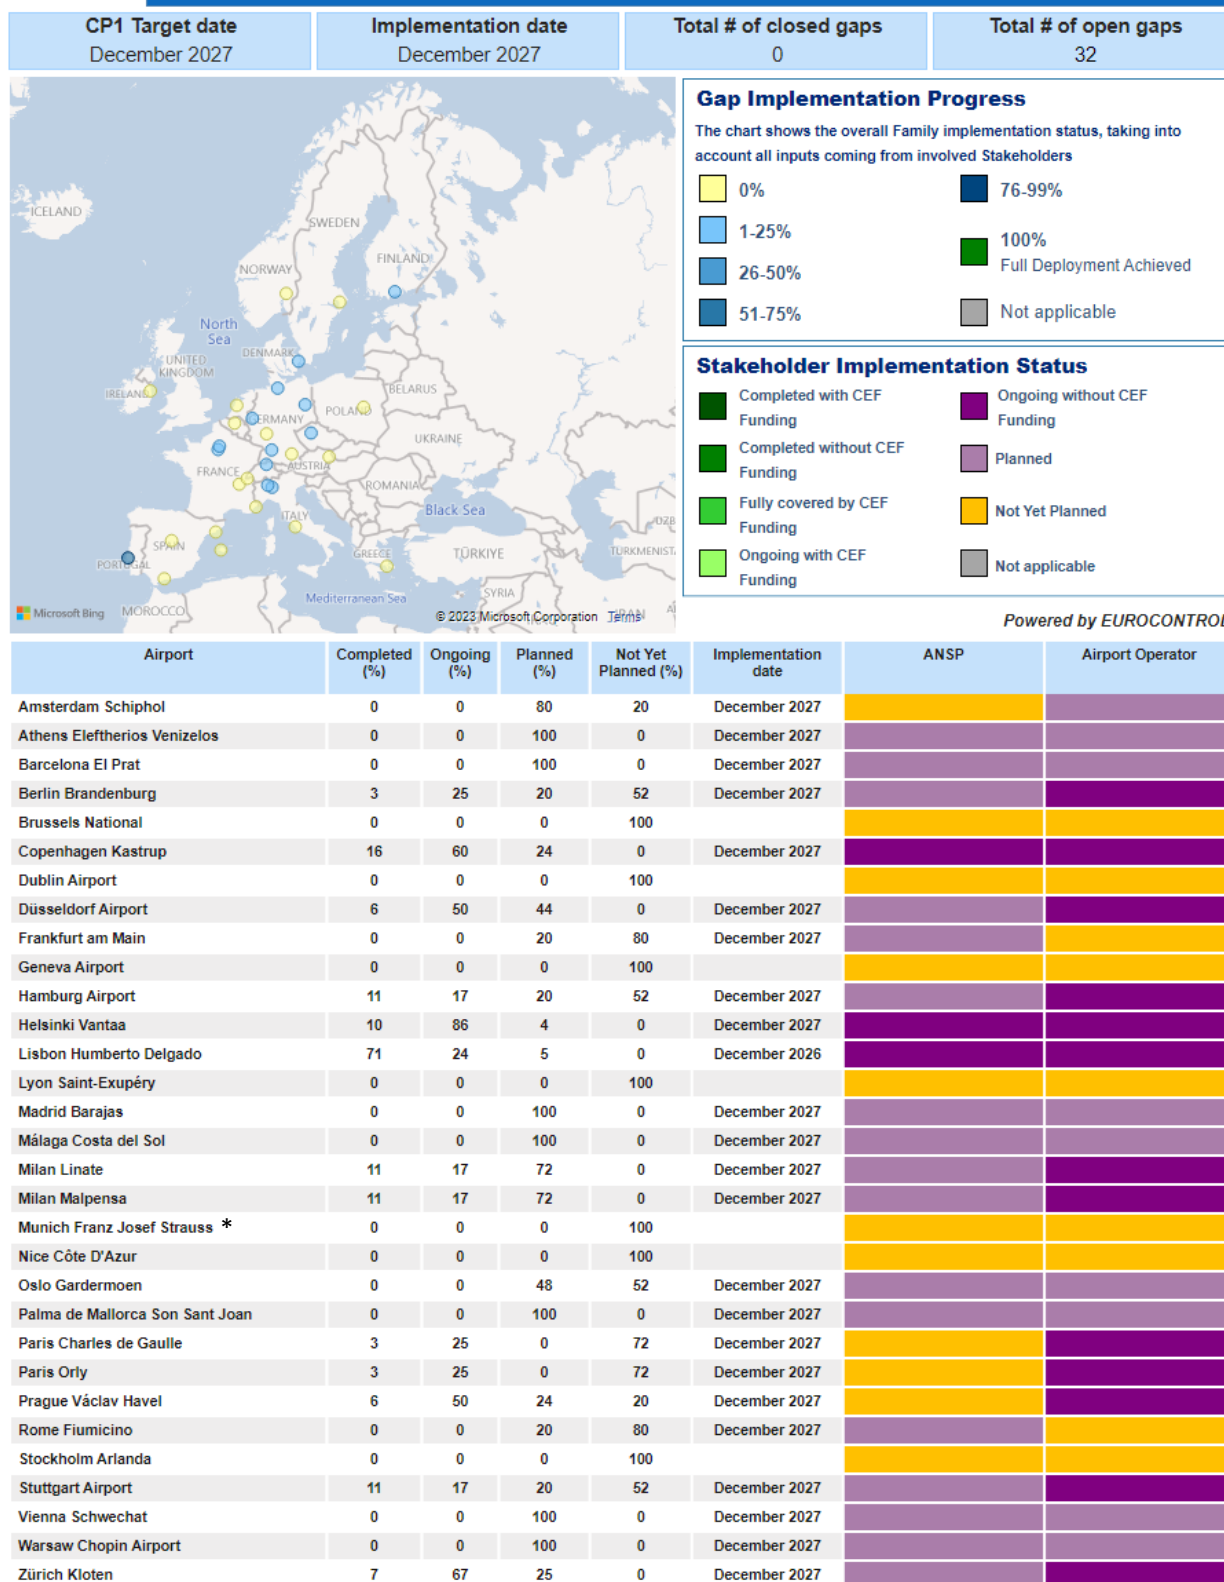 CP1 Target date
December 2027
Implementation date
December 2027
Total # of closed gaps
0
Total # of open gaps
32
ICELAND
SWEDEN
FINLAND
NORWAY
North
Sea
DENMARK
UNITED
KINGDOM
IRELAND
BELARUS
POLAND
GERMANY
UKRAINE
FRANCE
AUSTRIA
ROMANIA
ITALY
Black Sea
SPAIN
PORTUGAL
GREECE
TÜRKIYE
TURKMENIST
SYRIA
Mediterranean Sea
MOROCCO
IRAN
Microsoft Bing
© 2023 Microsoft Corporation Terms
Gap Implementation Progress
The chart shows the overall Family implementation status, taking into
account all inputs coming from involved Stakeholders
0%
1-25%
26-50%
51-75%
76-99%
100%
Full Deployment Achieved
Not applicable
Stakeholder Implementation Status
Completed with CEF
Funding
Completed without CEF
Funding
Fully covered by CEF
Funding
Ongoing with CEF
Funding
Ongoing without CEF
Funding
Planned
Not Yet Planned
Not applicable
Powered by EUROCONTROL
Airport Completed (%) Ongoing (%) Planned (%) Not Yet Planned (%) Implementation date ANSP Airport Operator
Amsterdam Schiphol 0 0 80 20 December 2027
Athens Eleftherios Venizelos 0 0 100 0 December 2027
Barcelona El Prat 0 0 100 0 December 2027
Berlin Brandenburg 3 25 20 52 December 2027
Brussels National 0 0 0 100
Copenhagen Kastrup 16 60 24 0 December 2027
Dublin Airport 0 0 0 100
Düsseldorf Airport 6 50 44 0 December 2027
Frankfurt am Main 0 0 20 80 December 2027
Geneva Airport 0 0 0 100
Hamburg Airport 11 17 20 52 December 2027
Helsinki Vantaa 10 86 4 0 December 2027
Lisbon Humberto Delgado 71 24 5 0 December 2026
Lyon Saint-Exupéry 0 0 0 100
Madrid Barajas 0 0 100 0 December 2027
Málaga Costa del Sol 0 0 100 0 December 2027
Milan Linate 11 17 72 0 December 2027
Milan Malpensa 11 17 72 0 December 2027
Munich Franz Josef Strauss * 0 0 0 100
Nice Côte D'Azur 0 0 0 100
Oslo Gardermoen 0 0 48 52 December 2027
Palma de Mallorca Son Sant Joan 0 0 100 0 December 2027
Paris Charles de Gaulle 3 25 0 72 December 2027
Paris Orly 3 25 0 72 December 2027
Prague Václav Havel 6 50 24 20 December 2027
Rome Fiumicino 0 0 20 80 December 2027
Stockholm Arlanda 0 0 0 100
Stuttgart Airport 11 17 20 52 December 2027
Vienna Schwechat 0 0 100 0 December 2027
Warsaw Chopin Airport 0 0 100 0 December 2027
Zürich Kloten 7 67 25 0 December 2027